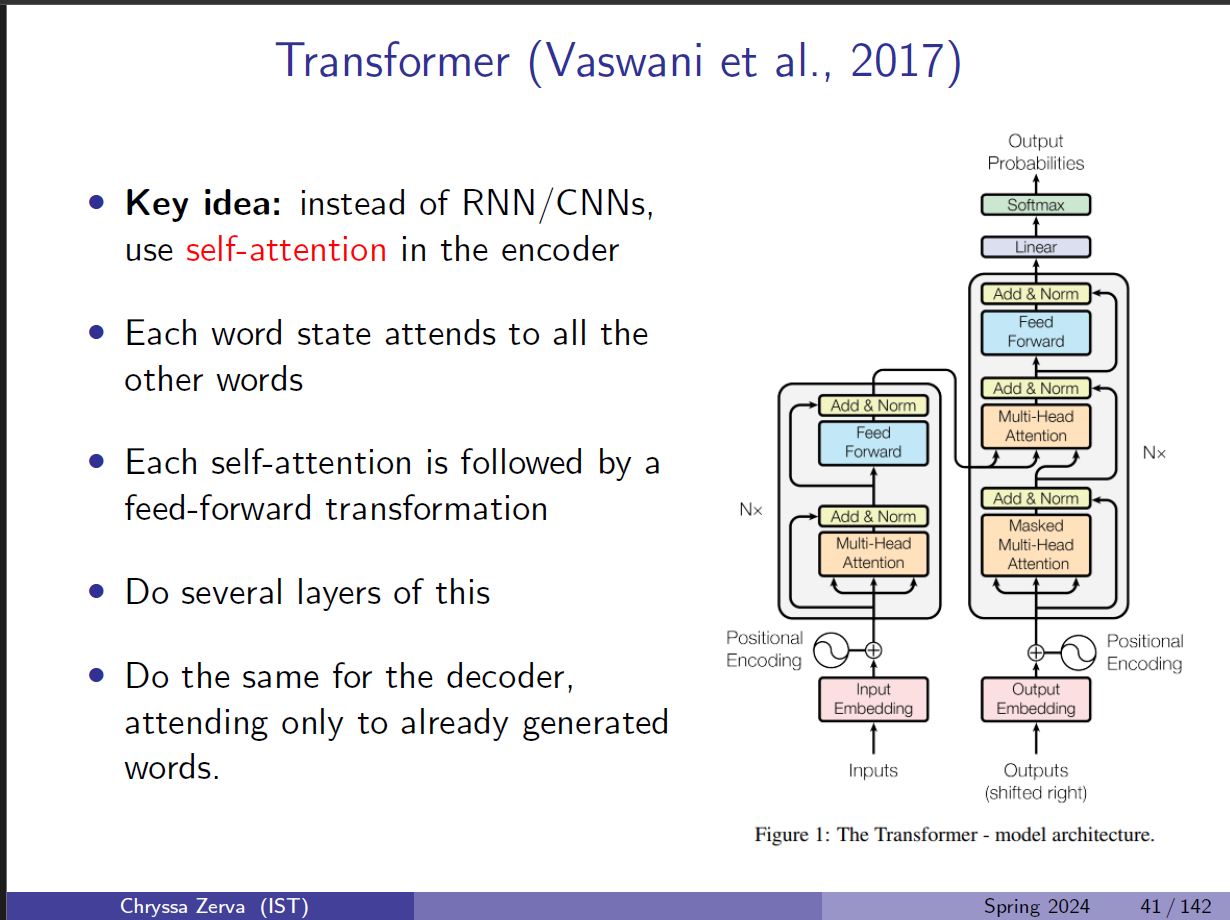 Transformer (Vaswani et al., 2017)
• Key idea: instead of RNN/CNNs,
use self-attention in the encoder
• Each word state attends to all the
other words
• Each self-attention is followed by a
feed-forward transformation
• Do several layers of this
• Do the same for the decoder,
attending only to already generated
words.
Output
Probabilities
Softmax
Linear
Add & Norm
Feed
Forward
Add & Norm
Multi-Head
Attention
Add & Norm
Masked
Multi-Head
Attention
N×
Add & Norm
Feed
Forward
Add & Norm
Multi-Head
Attention
N×
Positional
Encoding
Positional
Encoding
Input
Embedding
Output
Embedding
Inputs
Outputs
(shifted right)
Figure 1: The Transformer - model architecture.
Chryssa Zerva (IST)
Spring 2024
41 / 142